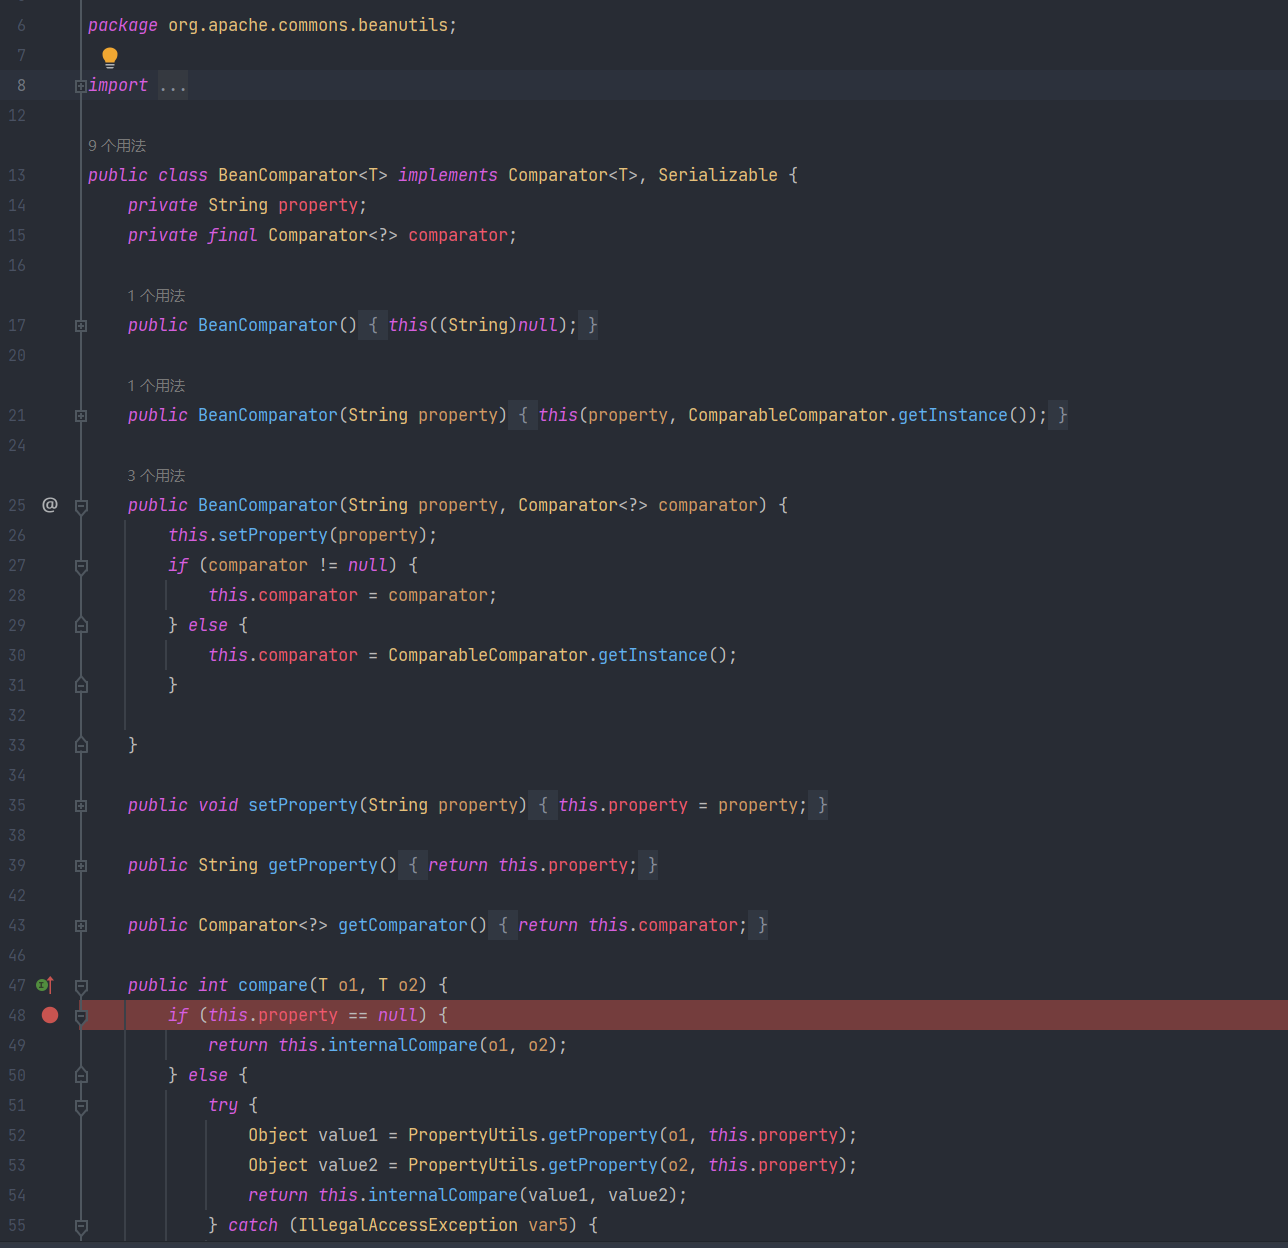 6 package org.apache.commons.beanutils;
7
8 import ...
12
9 个用法
13 public class BeanComparator<T> implements Comparator<T>, Serializable {
14 private String property;
15 private final Comparator<?> comparator;
16
1 个用法
17 public BeanComparator() { this((String)null); }
20
1 个用法
21 public BeanComparator(String property) { this(property, ComparableComparator.getInstance()); }
24
3 个用法
25 @ public BeanComparator(String property, Comparator<?> comparator) {
26 this.setProperty(property);
27 if (comparator != null) {
28 this.comparator = comparator;
29 } else {
30 this.comparator = ComparableComparator.getInstance();
31 }
32
33 }
34
35 public void setProperty(String property) { this.property = property; }
38
39 public String getProperty() { return this.property; }
42
43 public Comparator<?> getComparator() { return this.comparator; }
46
47 public int compare(T o1, T o2) {
48 if (this.property == null) {
49 return this.internalCompare(o1, o2);
50 } else {
51 try {
52 Object value1 = PropertyUtils.getProperty(o1, this.property);
53 Object value2 = PropertyUtils.getProperty(o2, this.property);
54 return this.internalCompare(value1, value2);
55 } catch (IllegalAccessException var5) {